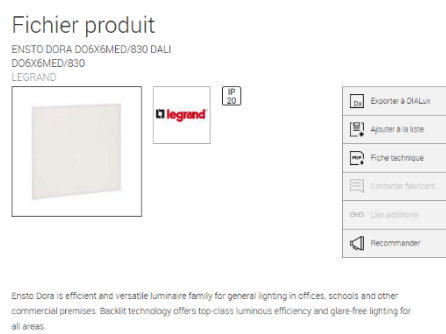 Fichier produit
ENSTO DORA DO6X6MED/830 DALI
DO6X6MED/830
LEGRAND
legrand
IP
20
Dx Exporter à DIALux
Ajouter à la liste
PDF Fiche technique
Contacter fabricant
Lien additionel
Recommander
Ensto Dora is efficient and versatile luminaire family for general lighting in offices, schools and other
commercial premises. Backlit technology offers top-class luminous efficiency and glare-free lighting for
all areas.